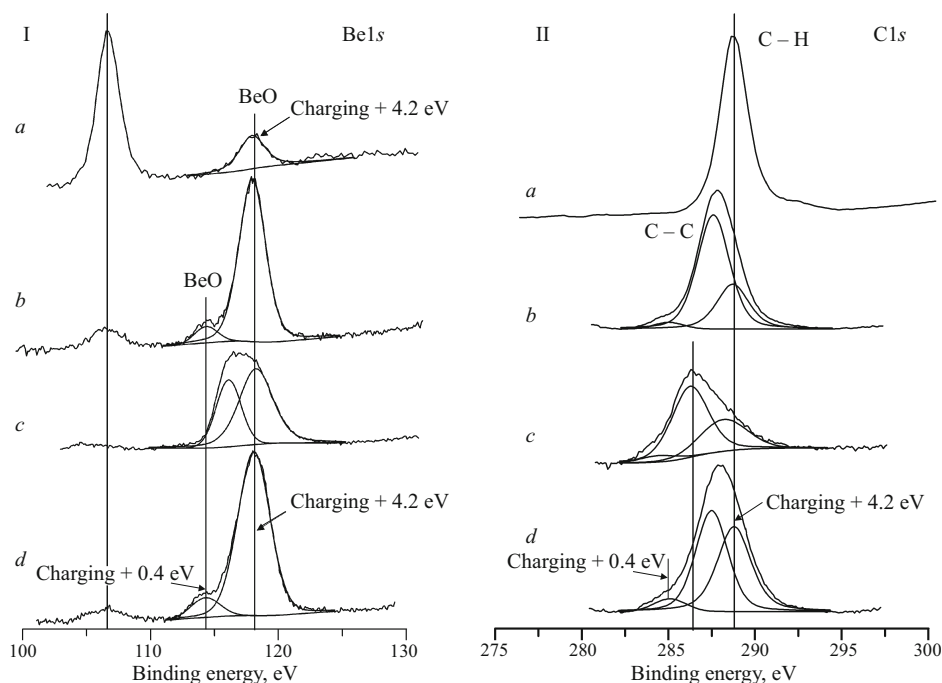 I
Be1s
BeO
Charging + 4.2 eV
a
BeO
b
c
Charging + 4.2 eV
d
Charging + 0.4 eV
100
110
120
130
Binding energy, eV
II
C1s
C – H
a
C – C
b
c
d
Charging + 4.2 eV
Charging + 0.4 eV
275
280
285
290
295
300
Binding energy, eV